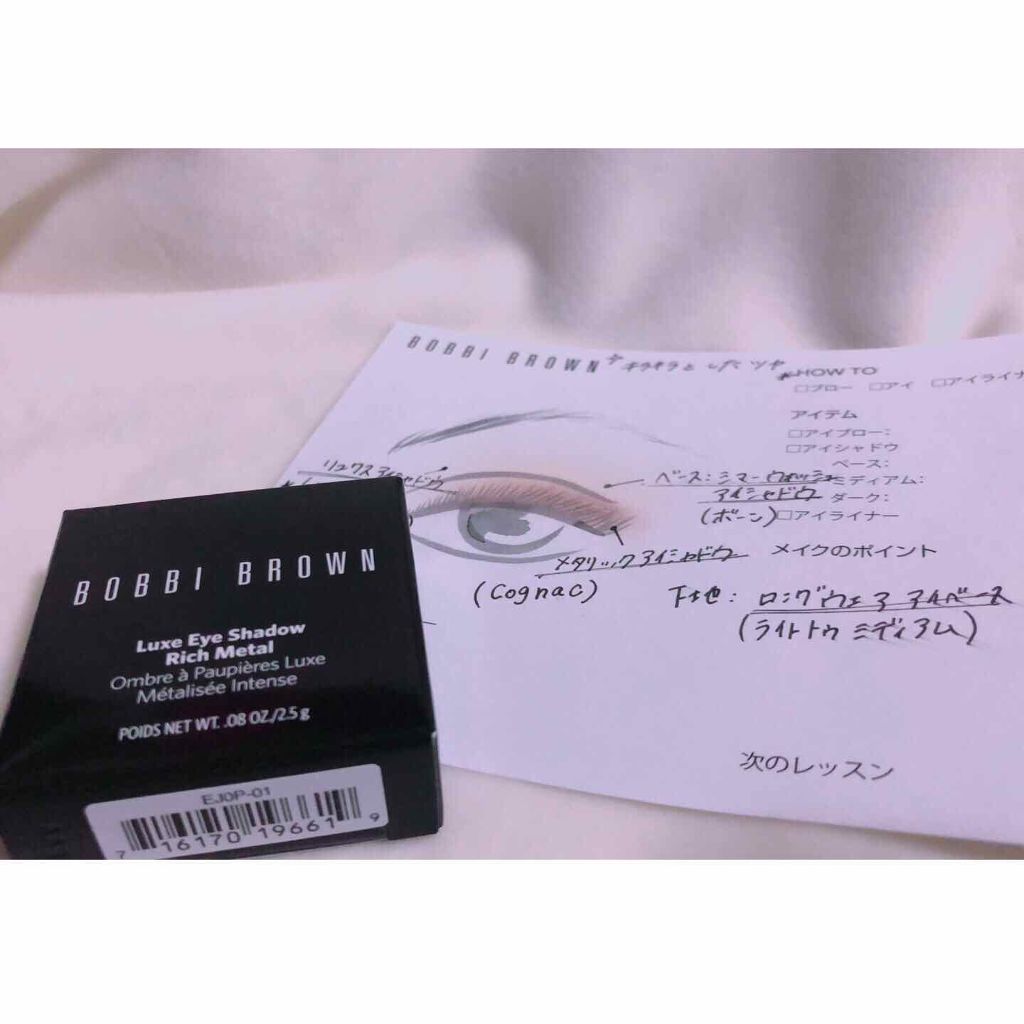 BOBBI BROWN
キラキラとしたツヤ
HOW TO
□ブロー □アイ □アイライナ
アイテム
□アイブロー:
□アイシャドウ
ベース:
ミディアム:
ダーク:
□アイライナー
リュクスアイシャドウ
ベース:シマーウォッシュ
アイシャドウ
(ボーン)
メタリックアイシャドウ
(Cognac)
メイクのポイント
下地:ロングウェアアイベース
(ライトトゥミディアム)
次のレッスン
BOBBI BROWN
Luxe Eye Shadow
Rich Metal
Ombre à Paupières Luxe
Métalisée Intense
POIDS NET WT. .08 OZ./2.5 g
EJ0P-01
7 16170 19661 9